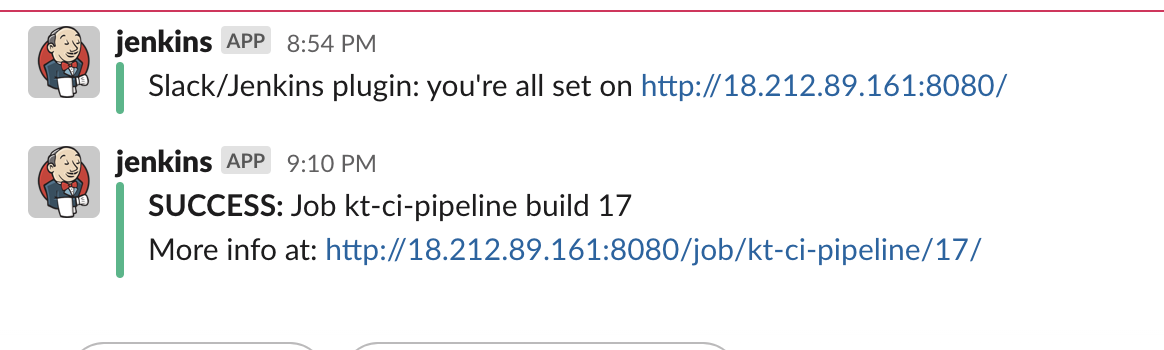 jenkins APP 8:54 PM
Slack/Jenkins plugin: you're all set on http://18.212.89.161:8080/
jenkins APP 9:10 PM
SUCCESS: Job kt-ci-pipeline build 17
More info at: http://18.212.89.161:8080/job/kt-ci-pipeline/17/